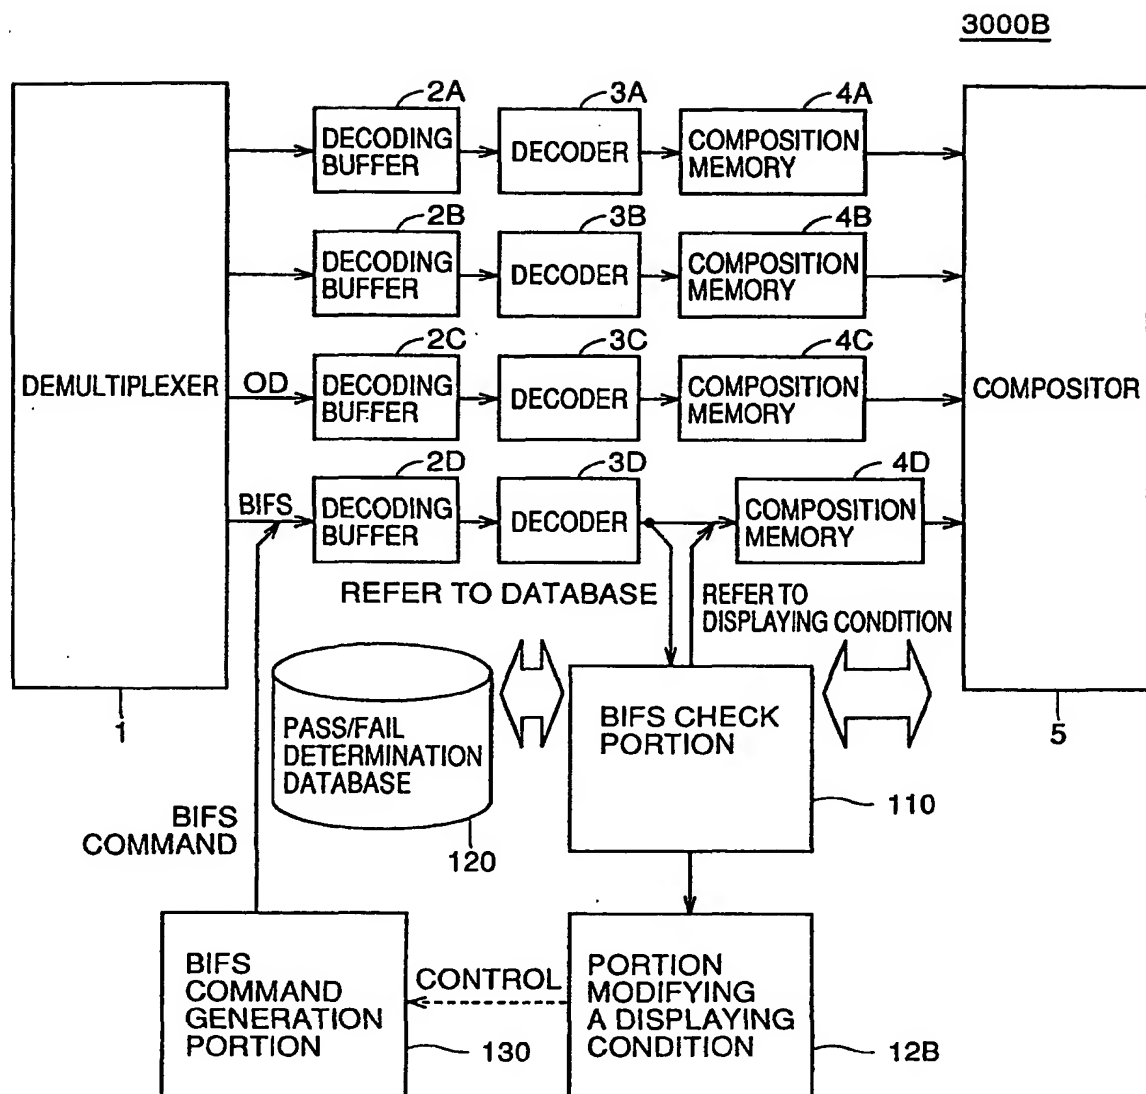 3000B
2A
3A
4A
DECODING
BUFFER
DECODER
COMPOSITION
MEMORY
2B
3B
4B
DECODING
BUFFER
DECODER
COMPOSITION
MEMORY
2C
3C
4C
DEMULTIPLEXER
OD
DECODING
BUFFER
DECODER
COMPOSITION
MEMORY
COMPOSITOR
2D
3D
4D
BIFS
DECODING
BUFFER
DECODER
COMPOSITION
MEMORY
REFER TO DATABASE
REFER TO
DISPLAYING CONDITION
1
PASS/FAIL
DETERMINATION
DATABASE
BIFS CHECK
PORTION
5
BIFS
COMMAND
120
110
BIFS
COMMAND
GENERATION
PORTION
CONTROL
PORTION
MODIFYING
A DISPLAYING
CONDITION
130
12B